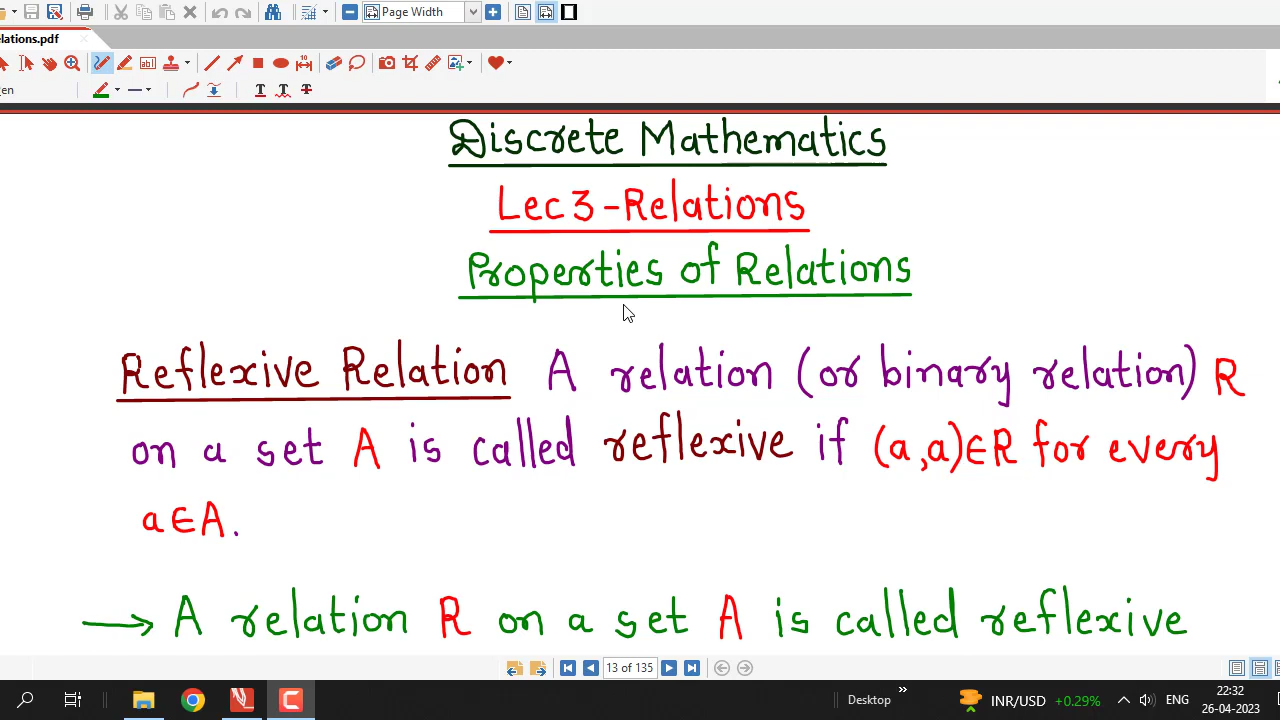 Page Width
elations.pdf
en
Discrete Mathematics
Lec 3-Relations
Properties of Relations
Reflexive Relation A relation (or binary relation) R
on a set A is called reflexive if (a,a)∈R for every
a∈A.
→ A relation R on a set A is called reflexive
13 of 135
Desktop
INR/USD +0.29%
ENG
22:32
26-04-2023